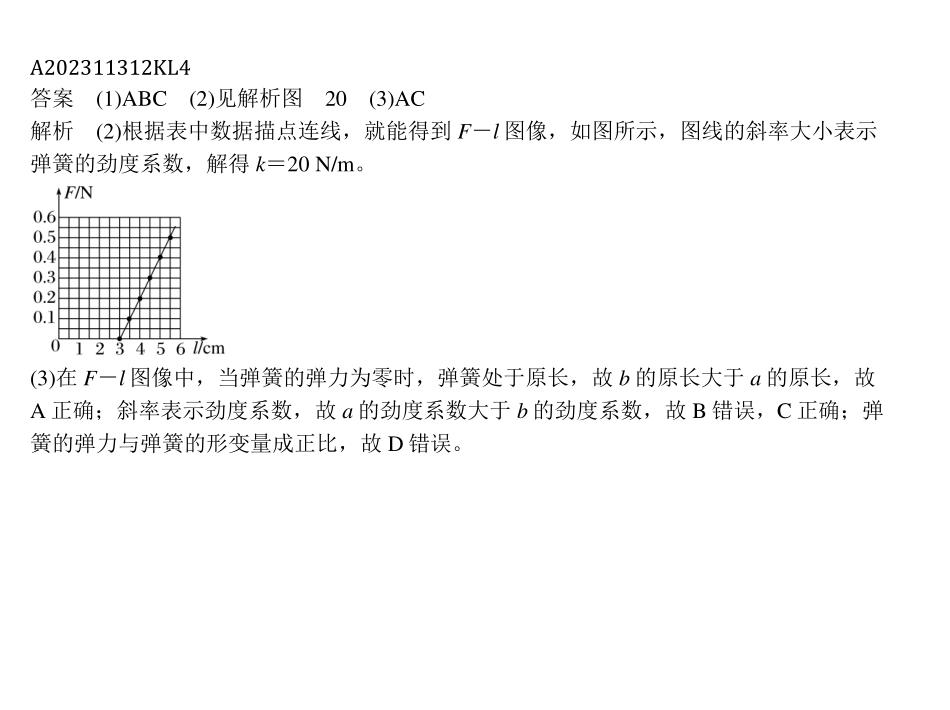 A202311312KL4
答案　(1)ABC　(2)见解析图　20　(3)AC
解析　(2)根据表中数据描点连线，就能得到 F－l 图像，如图所示，图线的斜率大小表示
弹簧的劲度系数，解得 k＝20 N/m。
F/N
0.6
0.5
0.4
0.3
0.2
0.1
0 1 2 3 4 5 6 l/cm
(3)在 F－l 图像中，当弹簧的弹力为零时，弹簧处于原长，故 b 的原长大于 a 的原长，故
A 正确；斜率表示劲度系数，故 a 的劲度系数大于 b 的劲度系数，故 B 错误，C 正确；弹
簧的弹力与弹簧的形变量成正比，故 D 错误。